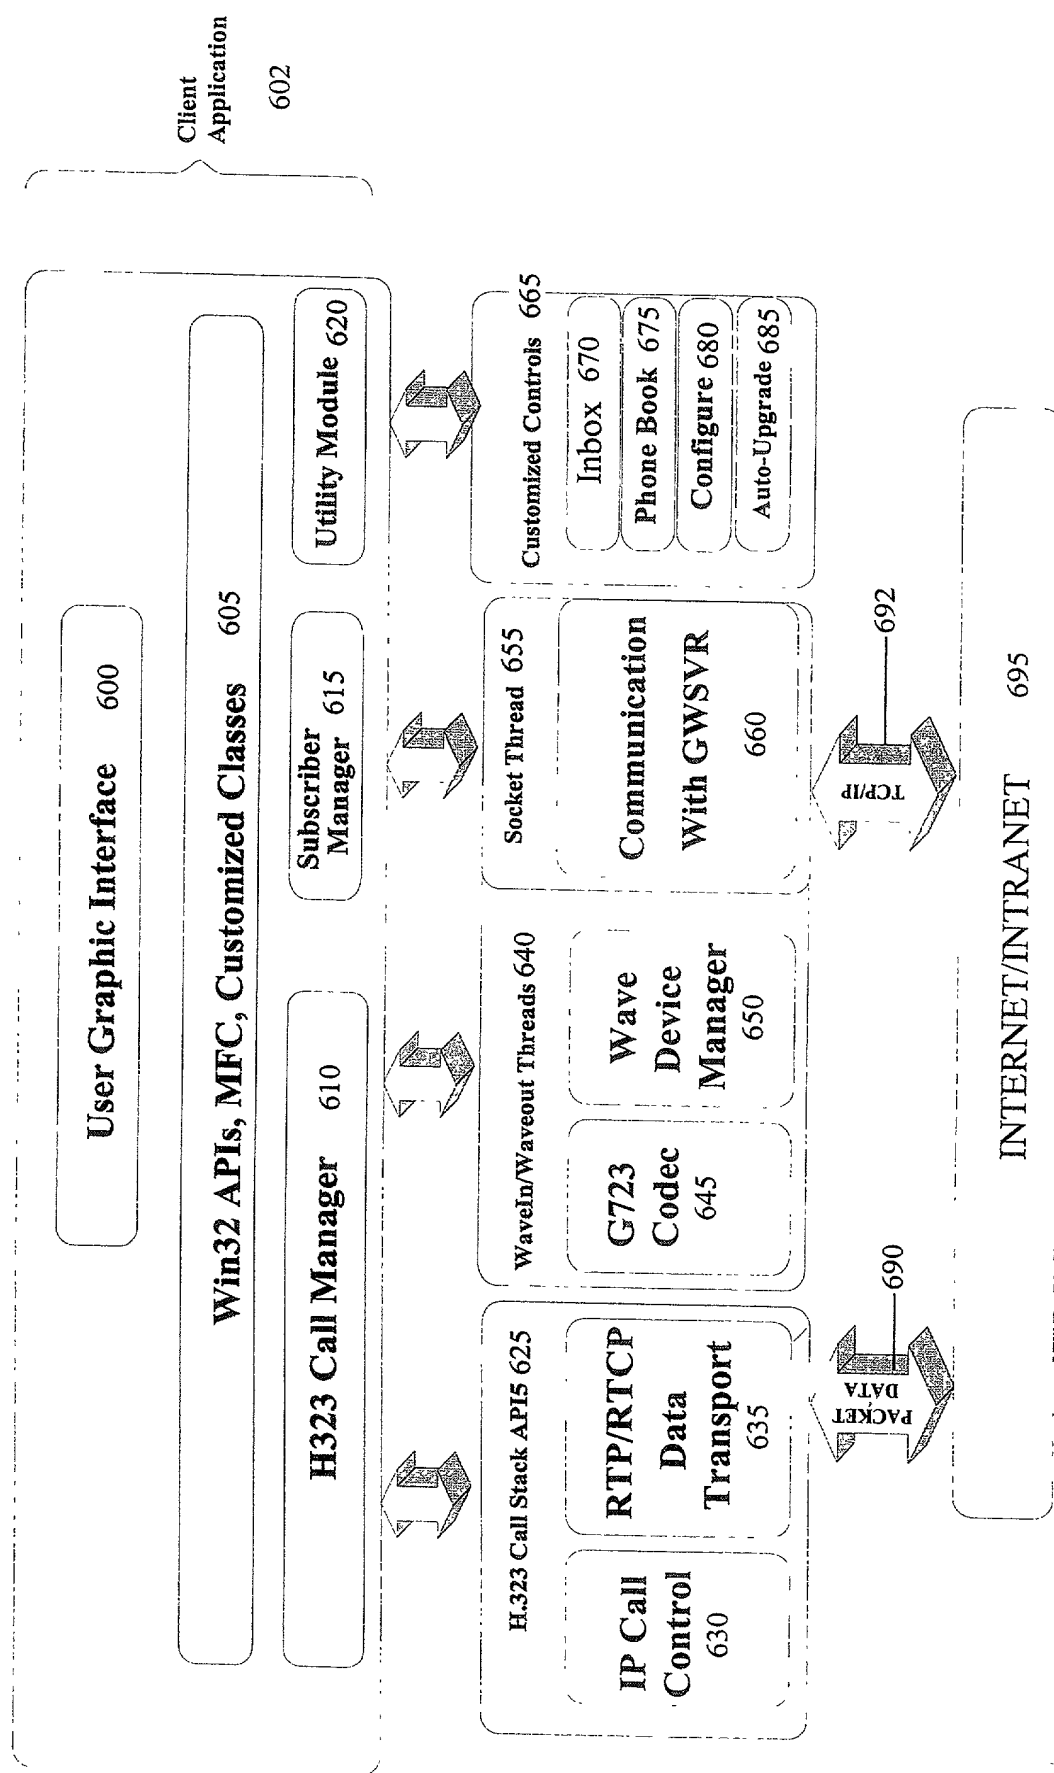 Client
Application
602
User Graphic Interface 600
Win32 APIs, MFC, Customized Classes 605
H323 Call Manager 610
Subscriber
Manager 615
Utility Module 620
H.323 Call Stack API5 625
IP Call
Control
630
RTP/RTCP
Data
Transport
635
WaveIn/Waveout Threads 640
G723
Codec
645
Wave
Device
Manager
650
Socket Thread 655
Communication
With GWSVR
660
Customized Controls 665
Inbox 670
Phone Book 675
Configure 680
Auto-Upgrade 685
PACKET
DATA
690
TCP/IP
692
INTERNET/INTRANET 695